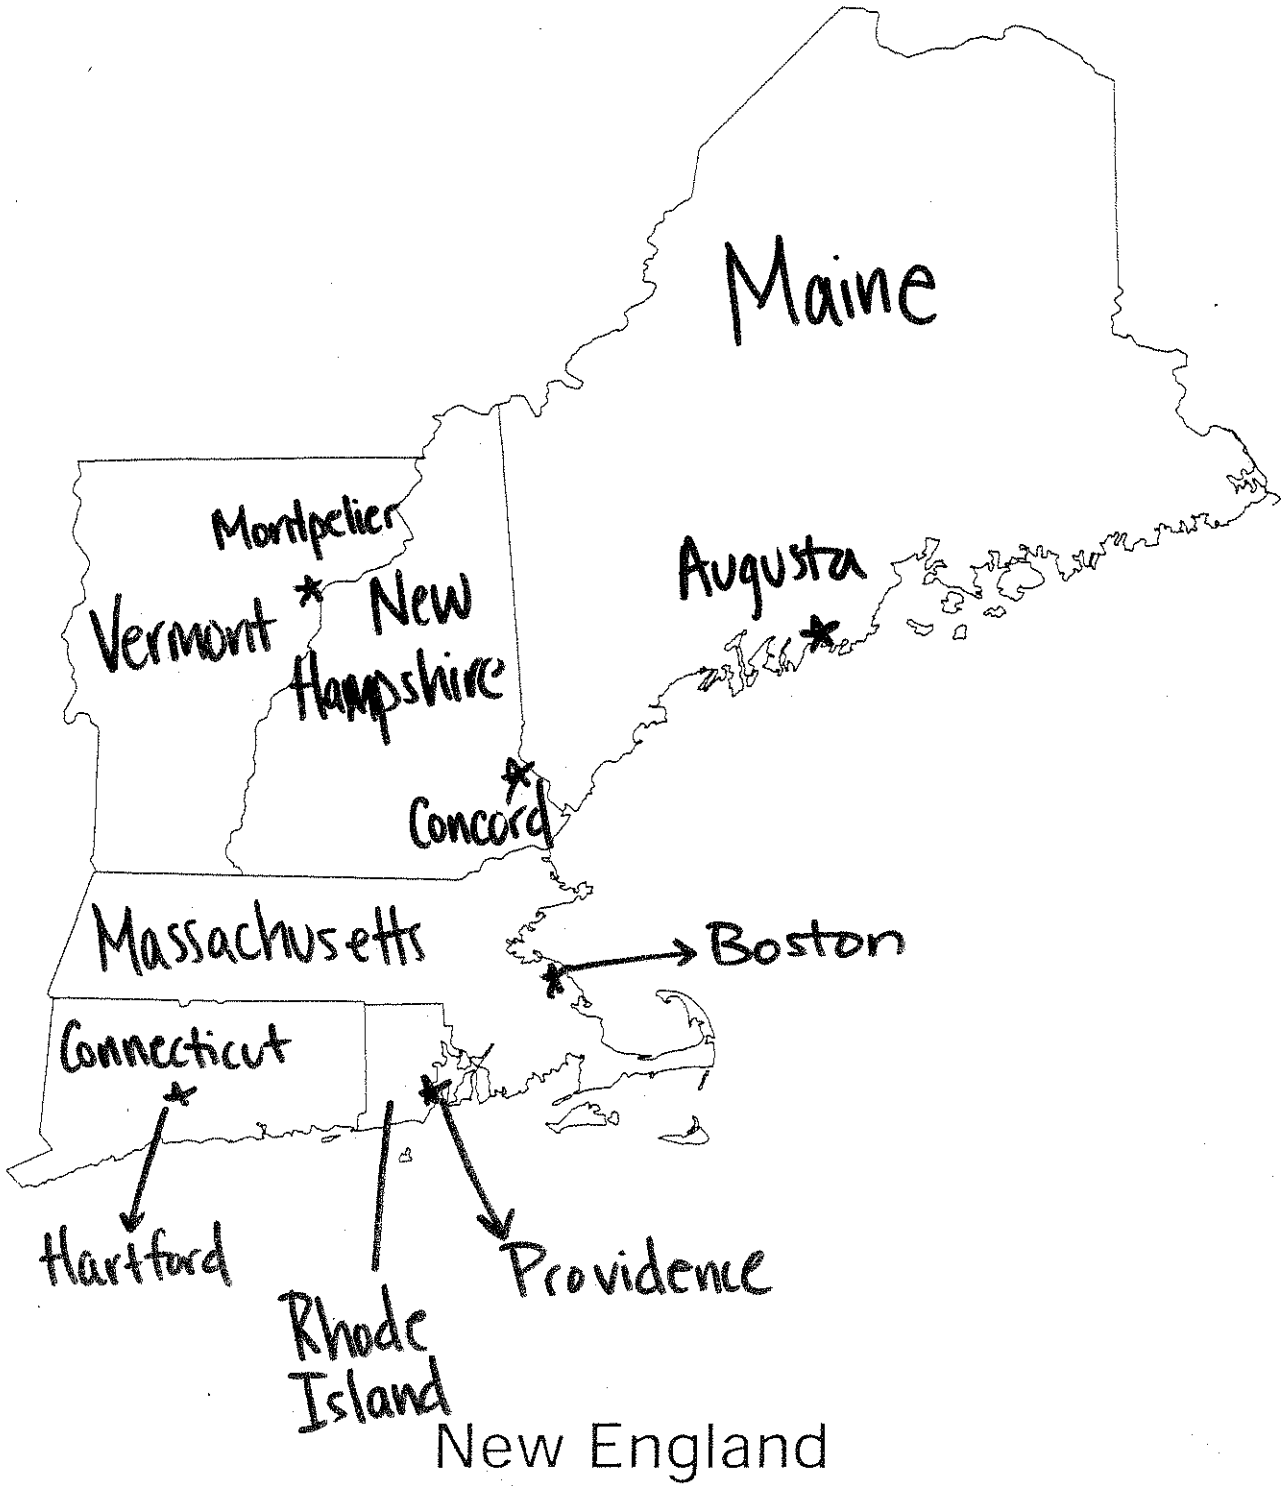 Maine
Montpelier
Augusta
New
Vermont
Hampshire
Concord
Massachusetts
Boston
Connecticut
Hartford
Providence
Rhode
Island
New England